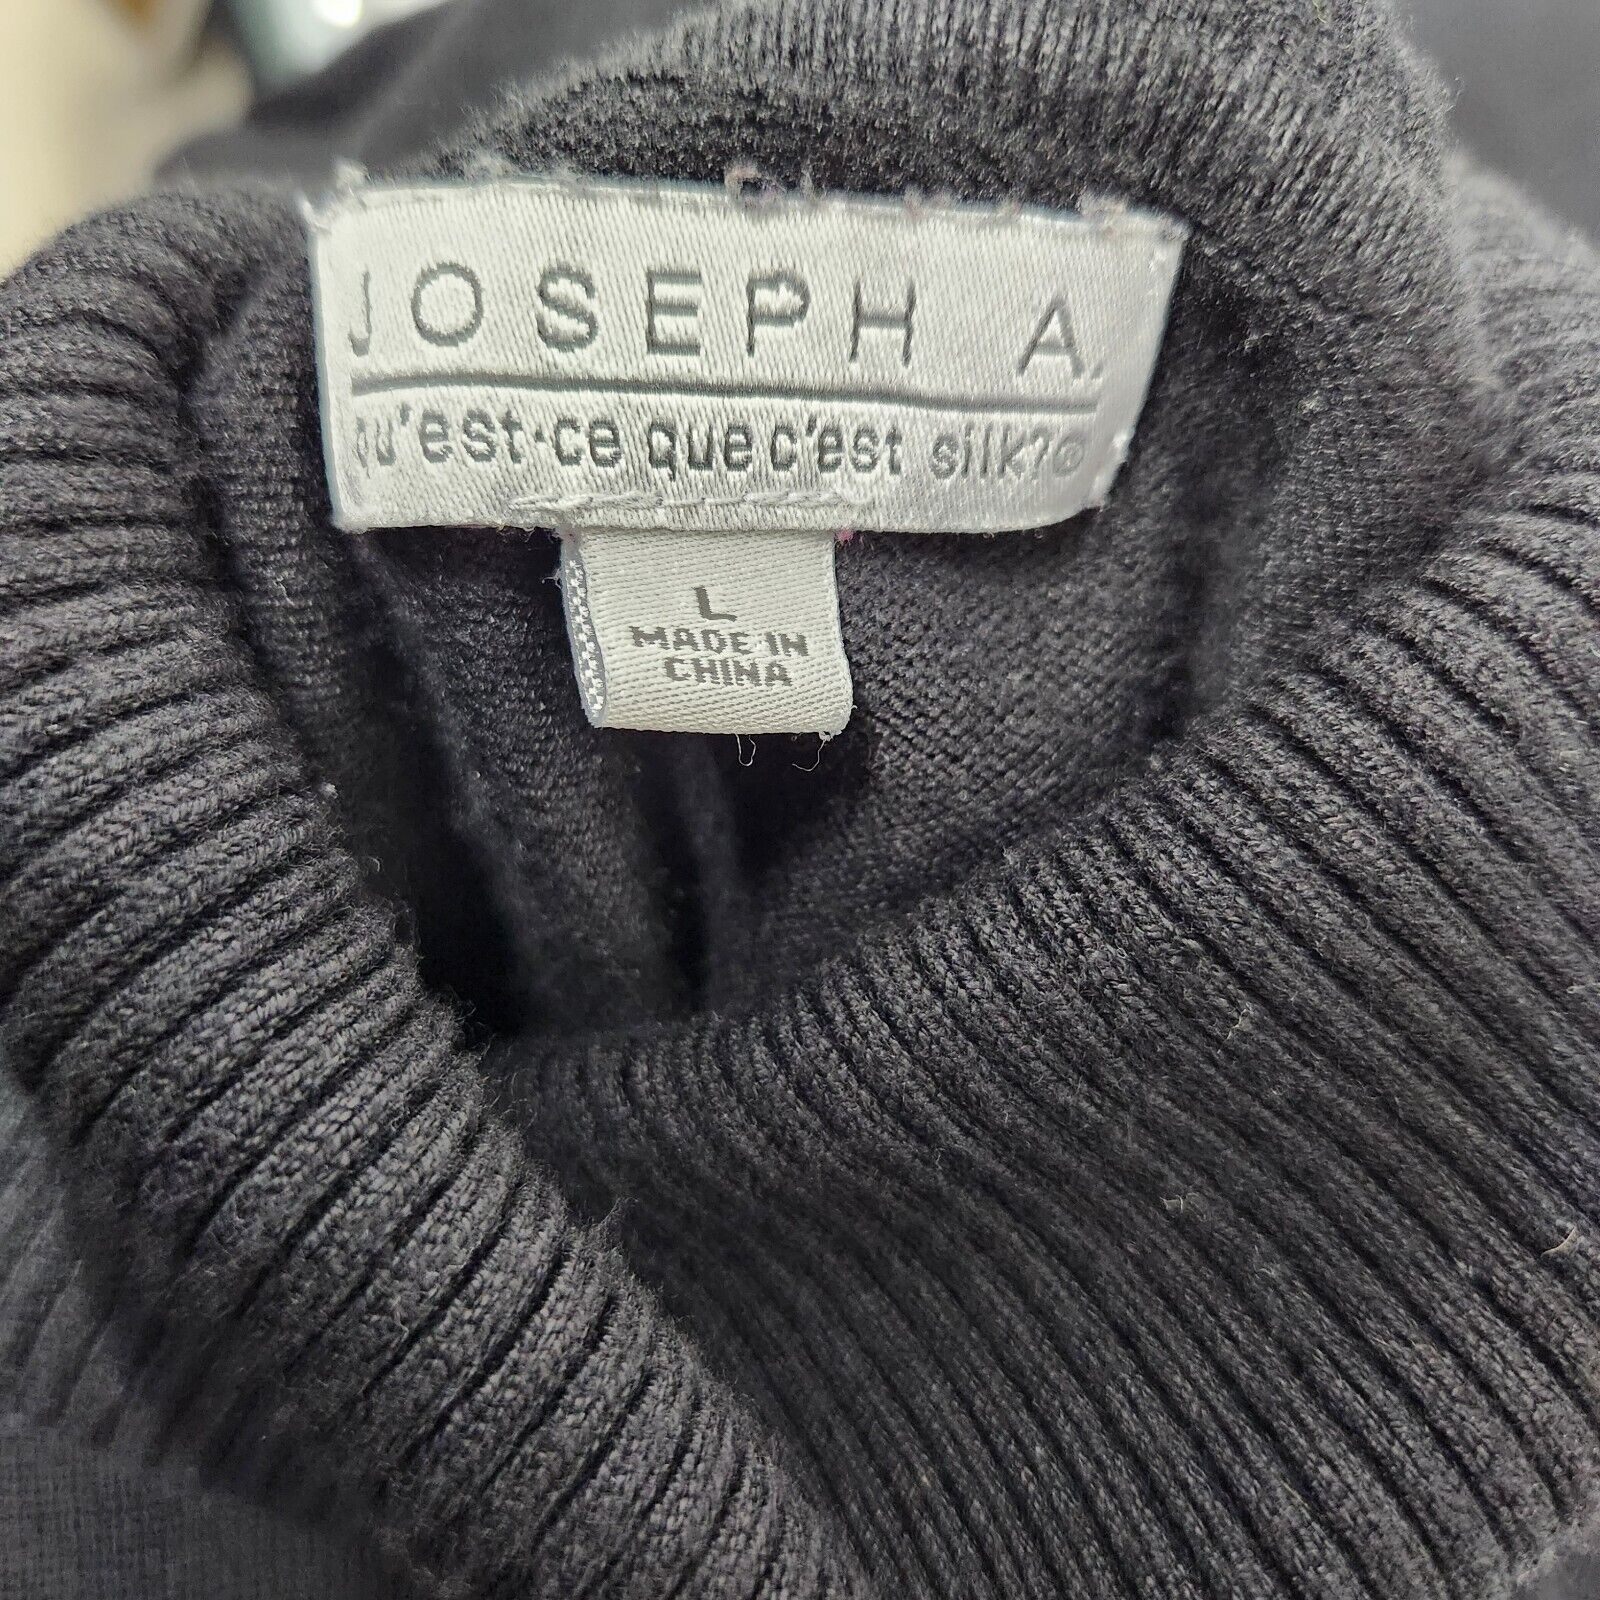 JOSEPH A.
qu'est-ce que c'est silk?©
L
MADE IN
CHINA